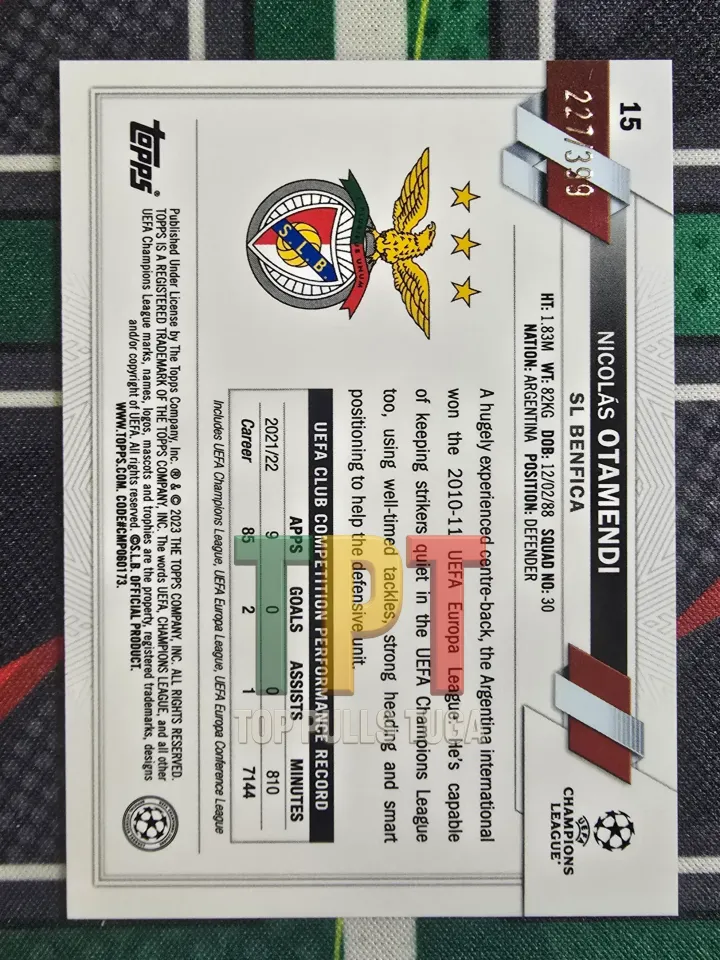 15
227/399
NICOLÁS OTAMENDI
SL BENFICA
HT: 1.83M WT: 82KG DOB: 12/02/88 SQUAD NO: 30
NATION: ARGENTINA POSITION: DEFENDER
UEFA
CHAMPIONS
LEAGUE
A hugely experienced centre-back, the Argentina international
won the 2010-11 UEFA Europa League. He's capable
of keeping strikers quiet in the UEFA Champions League
too, using well-timed tackles, strong heading and smart
positioning to help the defensive unit.
S.L.B.
UNUM
UEFA CLUB COMPETITION PERFORMANCE RECORD
APPS GOALS ASSISTS MINUTES
2021/22 9 0 0 810
Career 85 2 1 7144
Includes UEFA Champions League, UEFA Europa League, UEFA Europa Conference League
topps®
Published Under License by The Topps Company, Inc. ® & © 2023 THE TOPPS COMPANY, INC. ALL RIGHTS RESERVED.
TOPPS IS A REGISTERED TRADEMARK OF THE TOPPS COMPANY, INC. The words UEFA, CHAMPIONS LEAGUE, and all other
UEFA Champions League marks, names, logos, mascots and trophies are the property, registered trademarks, designs
and/or copyright of UEFA. All rights reserved. ©S.L.B. OFFICIAL PRODUCT.
WWW.TOPPS.COM. CODE#CMP060173.
TPT
TOP PULLS TUGA